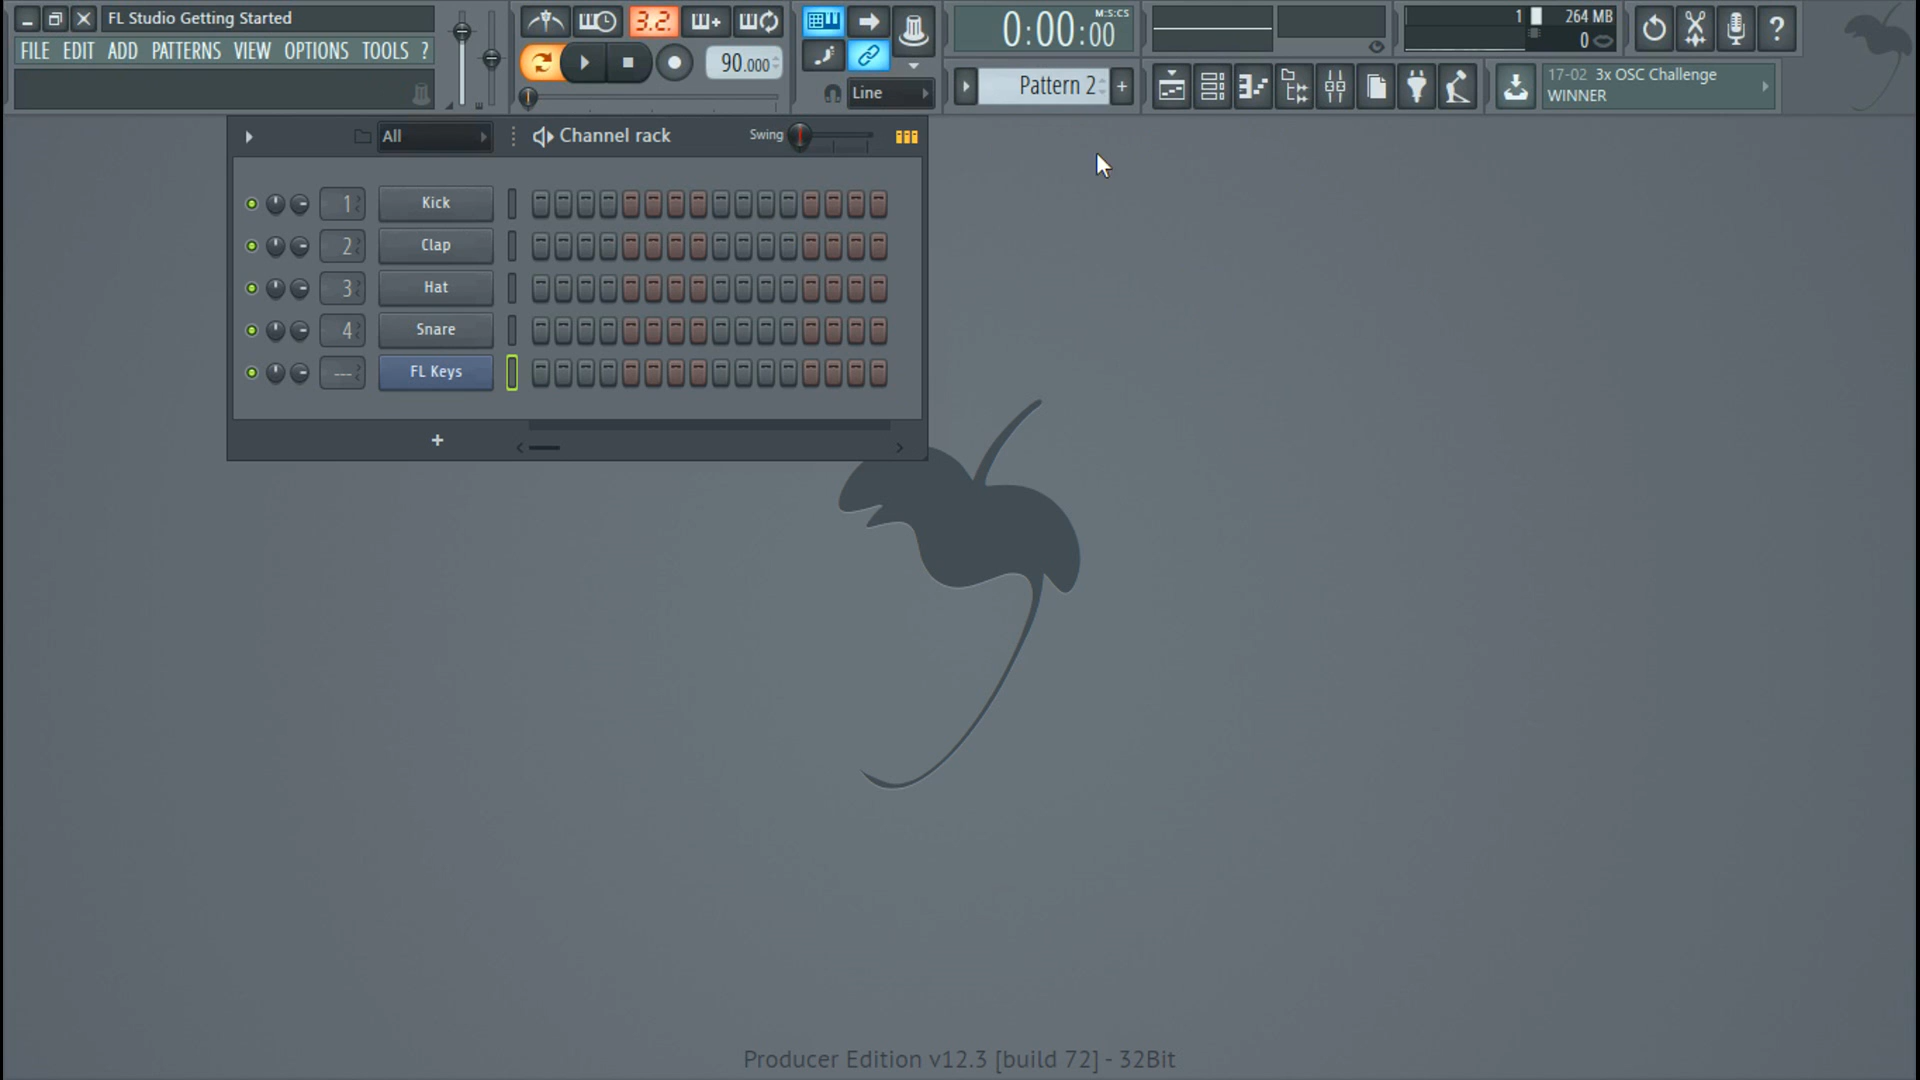 FL Studio Getting Started
FILE EDIT ADD PATTERNS VIEW OPTIONS TOOLS ?
3.2.
90.000
Line
0:00:00
M:S:CS
Pattern 2
+
1 264 MB
0
?
17-02 3x OSC Challenge
WINNER
All
Channel rack
Swing
1 Kick
2 Clap
3 Hat
4 Snare
--- FL Keys
+
Producer Edition v12.3 [build 72] - 32Bit